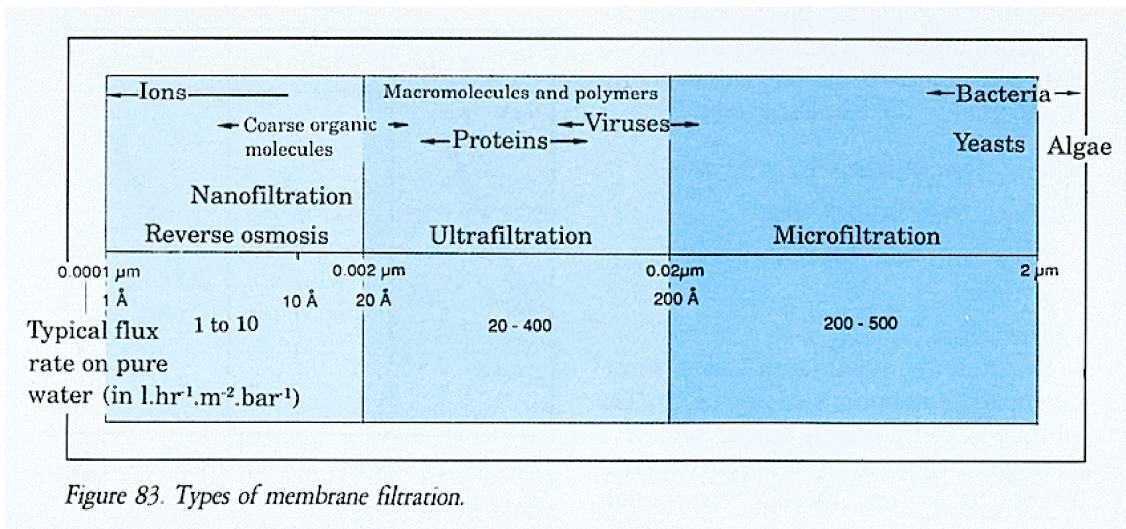 Ions
Macromolecules and polymers
Bacteria
Coarse organic
molecules
Viruses
Proteins
Yeasts
Algae
Nanofiltration
Reverse osmosis
Ultrafiltration
Microfiltration
0.0001 µm
0.002 µm
0.02µm
2 µm
1 Å
10 Å
20 Å
200 Å
Typical flux
rate on pure
water (in l.hr⁻¹.m⁻².bar⁻¹)
1 to 10
20 - 400
200 - 500
Figure 83. Types of membrane filtration.